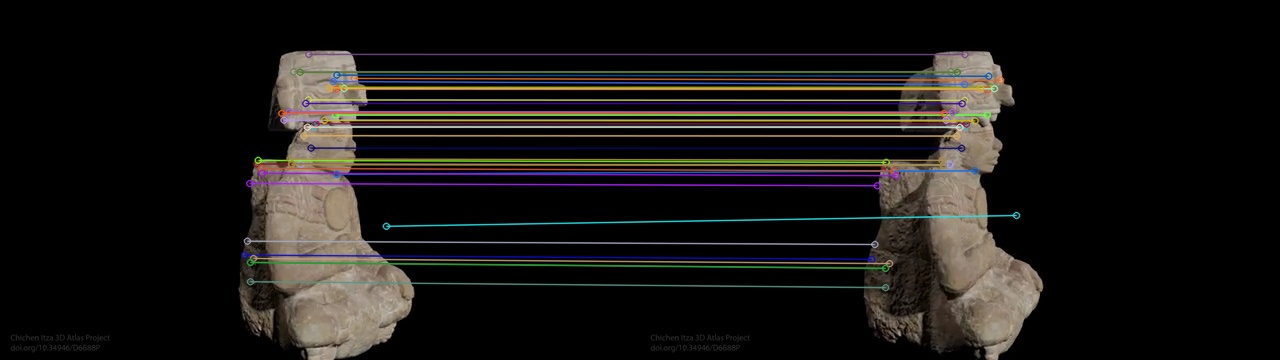 Chichen Itza 3D Atlas Project
doi.org/10.34946/D6B88P
Chichen Itza 3D Atlas Project
doi.org/10.34946/D6B88P